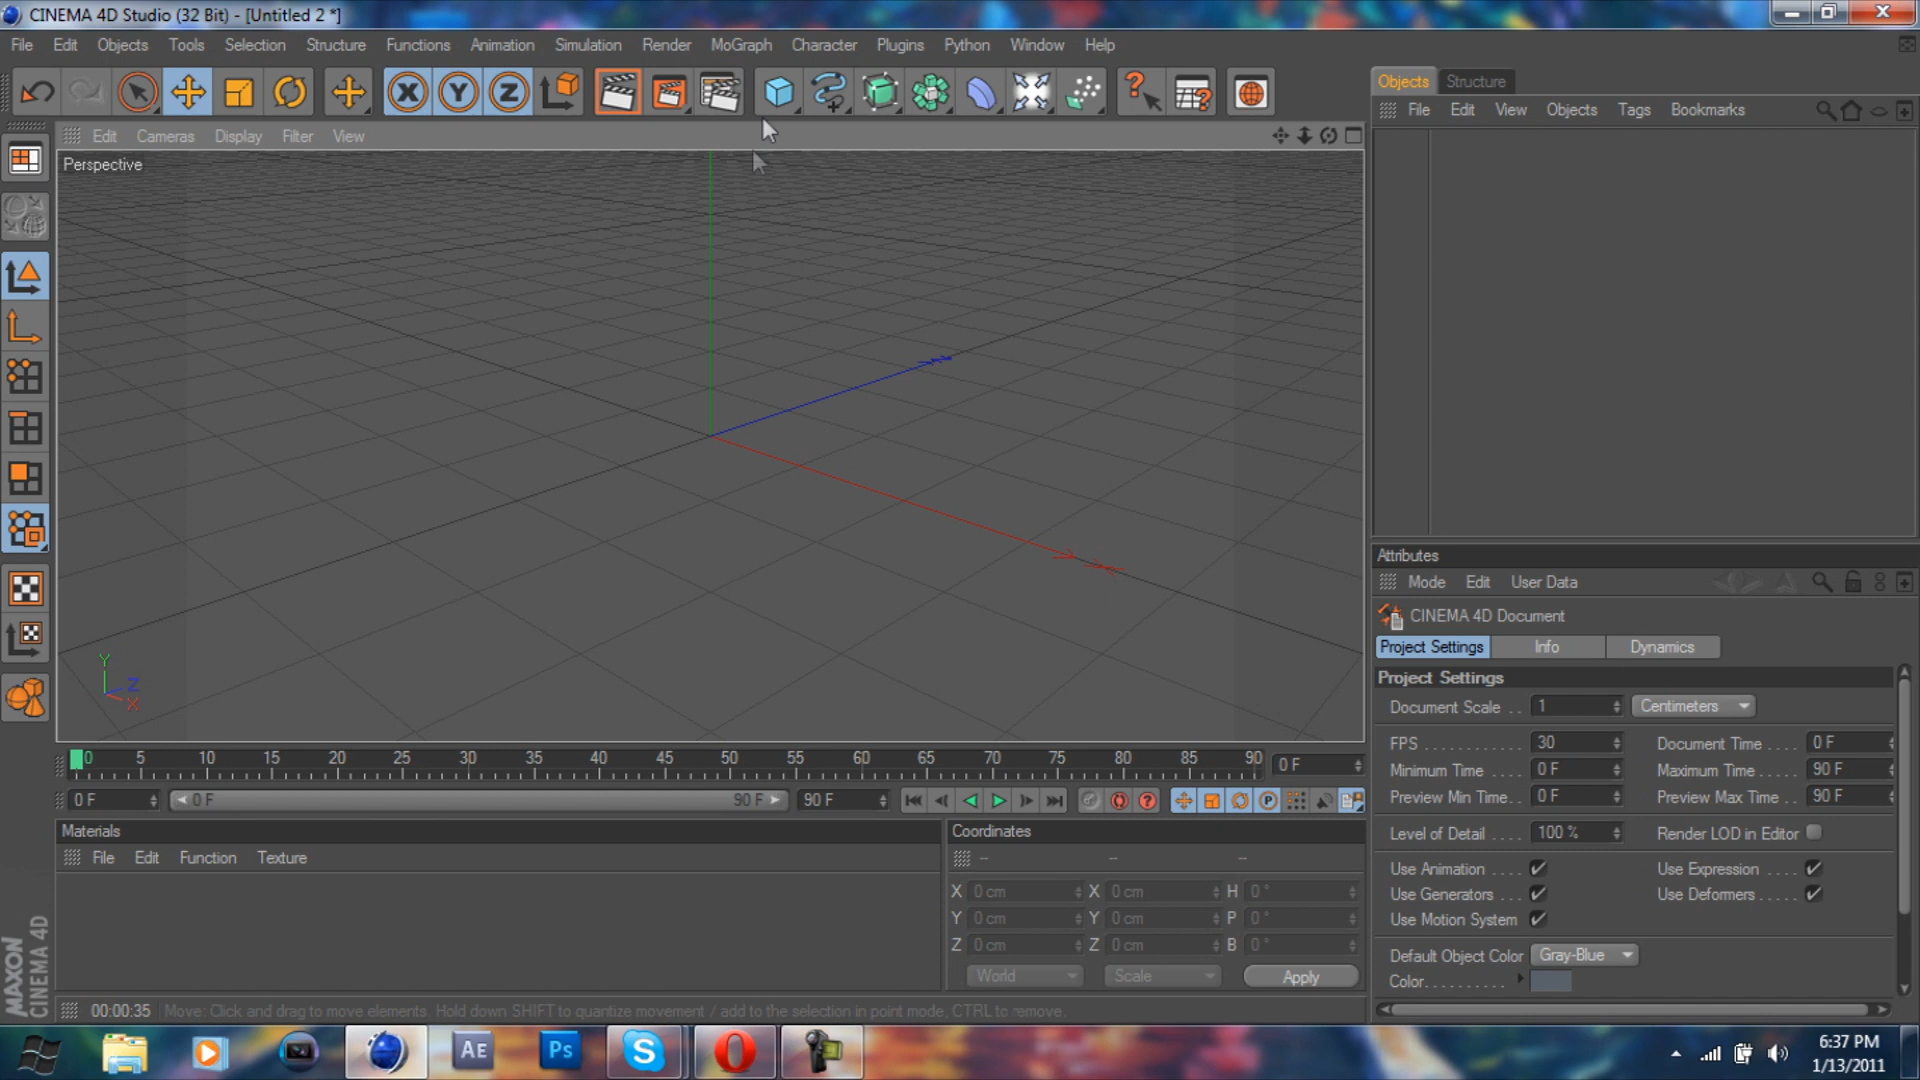 CINEMA 4D Studio (32 Bit) - [Untitled 2 *]
File Edit Objects Tools Selection Structure Functions Animation Simulation Render MoGraph Character Plugins Python Window Help
X Y Z
Objects Structure
File Edit View Objects Tags Bookmarks
Edit Cameras Display Filter View
Perspective
Y
Z
X
Attributes
Mode Edit User Data
CINEMA 4D Document
Project Settings Info Dynamics
Project Settings
Document Scale . . 1 Centimeters
FPS . . . . . . . . . . . . 30 Document Time . . . . 0 F
Minimum Time . . . . 0 F Maximum Time . . . . 90 F
Preview Min Time. . 0 F Preview Max Time . . 90 F
Level of Detail . . . . 100 % Render LOD in Editor
Use Animation . . . . Use Expression . . . .
Use Generators . . . Use Deformers . . . . .
Use Motion System
Default Object Color Gray-Blue
Color. . . . . . . . . .
0 5 10 15 20 25 30 35 40 45 50 55 60 65 70 75 80 85 90 0 F
0 F 0 F 90 F 90 F
P
Materials
File Edit Function Texture
Coordinates
-- -- --
X 0 cm X 0 cm H 0 °
Y 0 cm Y 0 cm P 0 °
Z 0 cm Z 0 cm B 0 °
World Scale Apply
MAXON
CINEMA 4D
00:00:35 Move: Click and drag to move elements. Hold down SHIFT to quantize movement / add to the selection in point mode, CTRL to remove.
AE Ps S
6:37 PM
1/13/2011